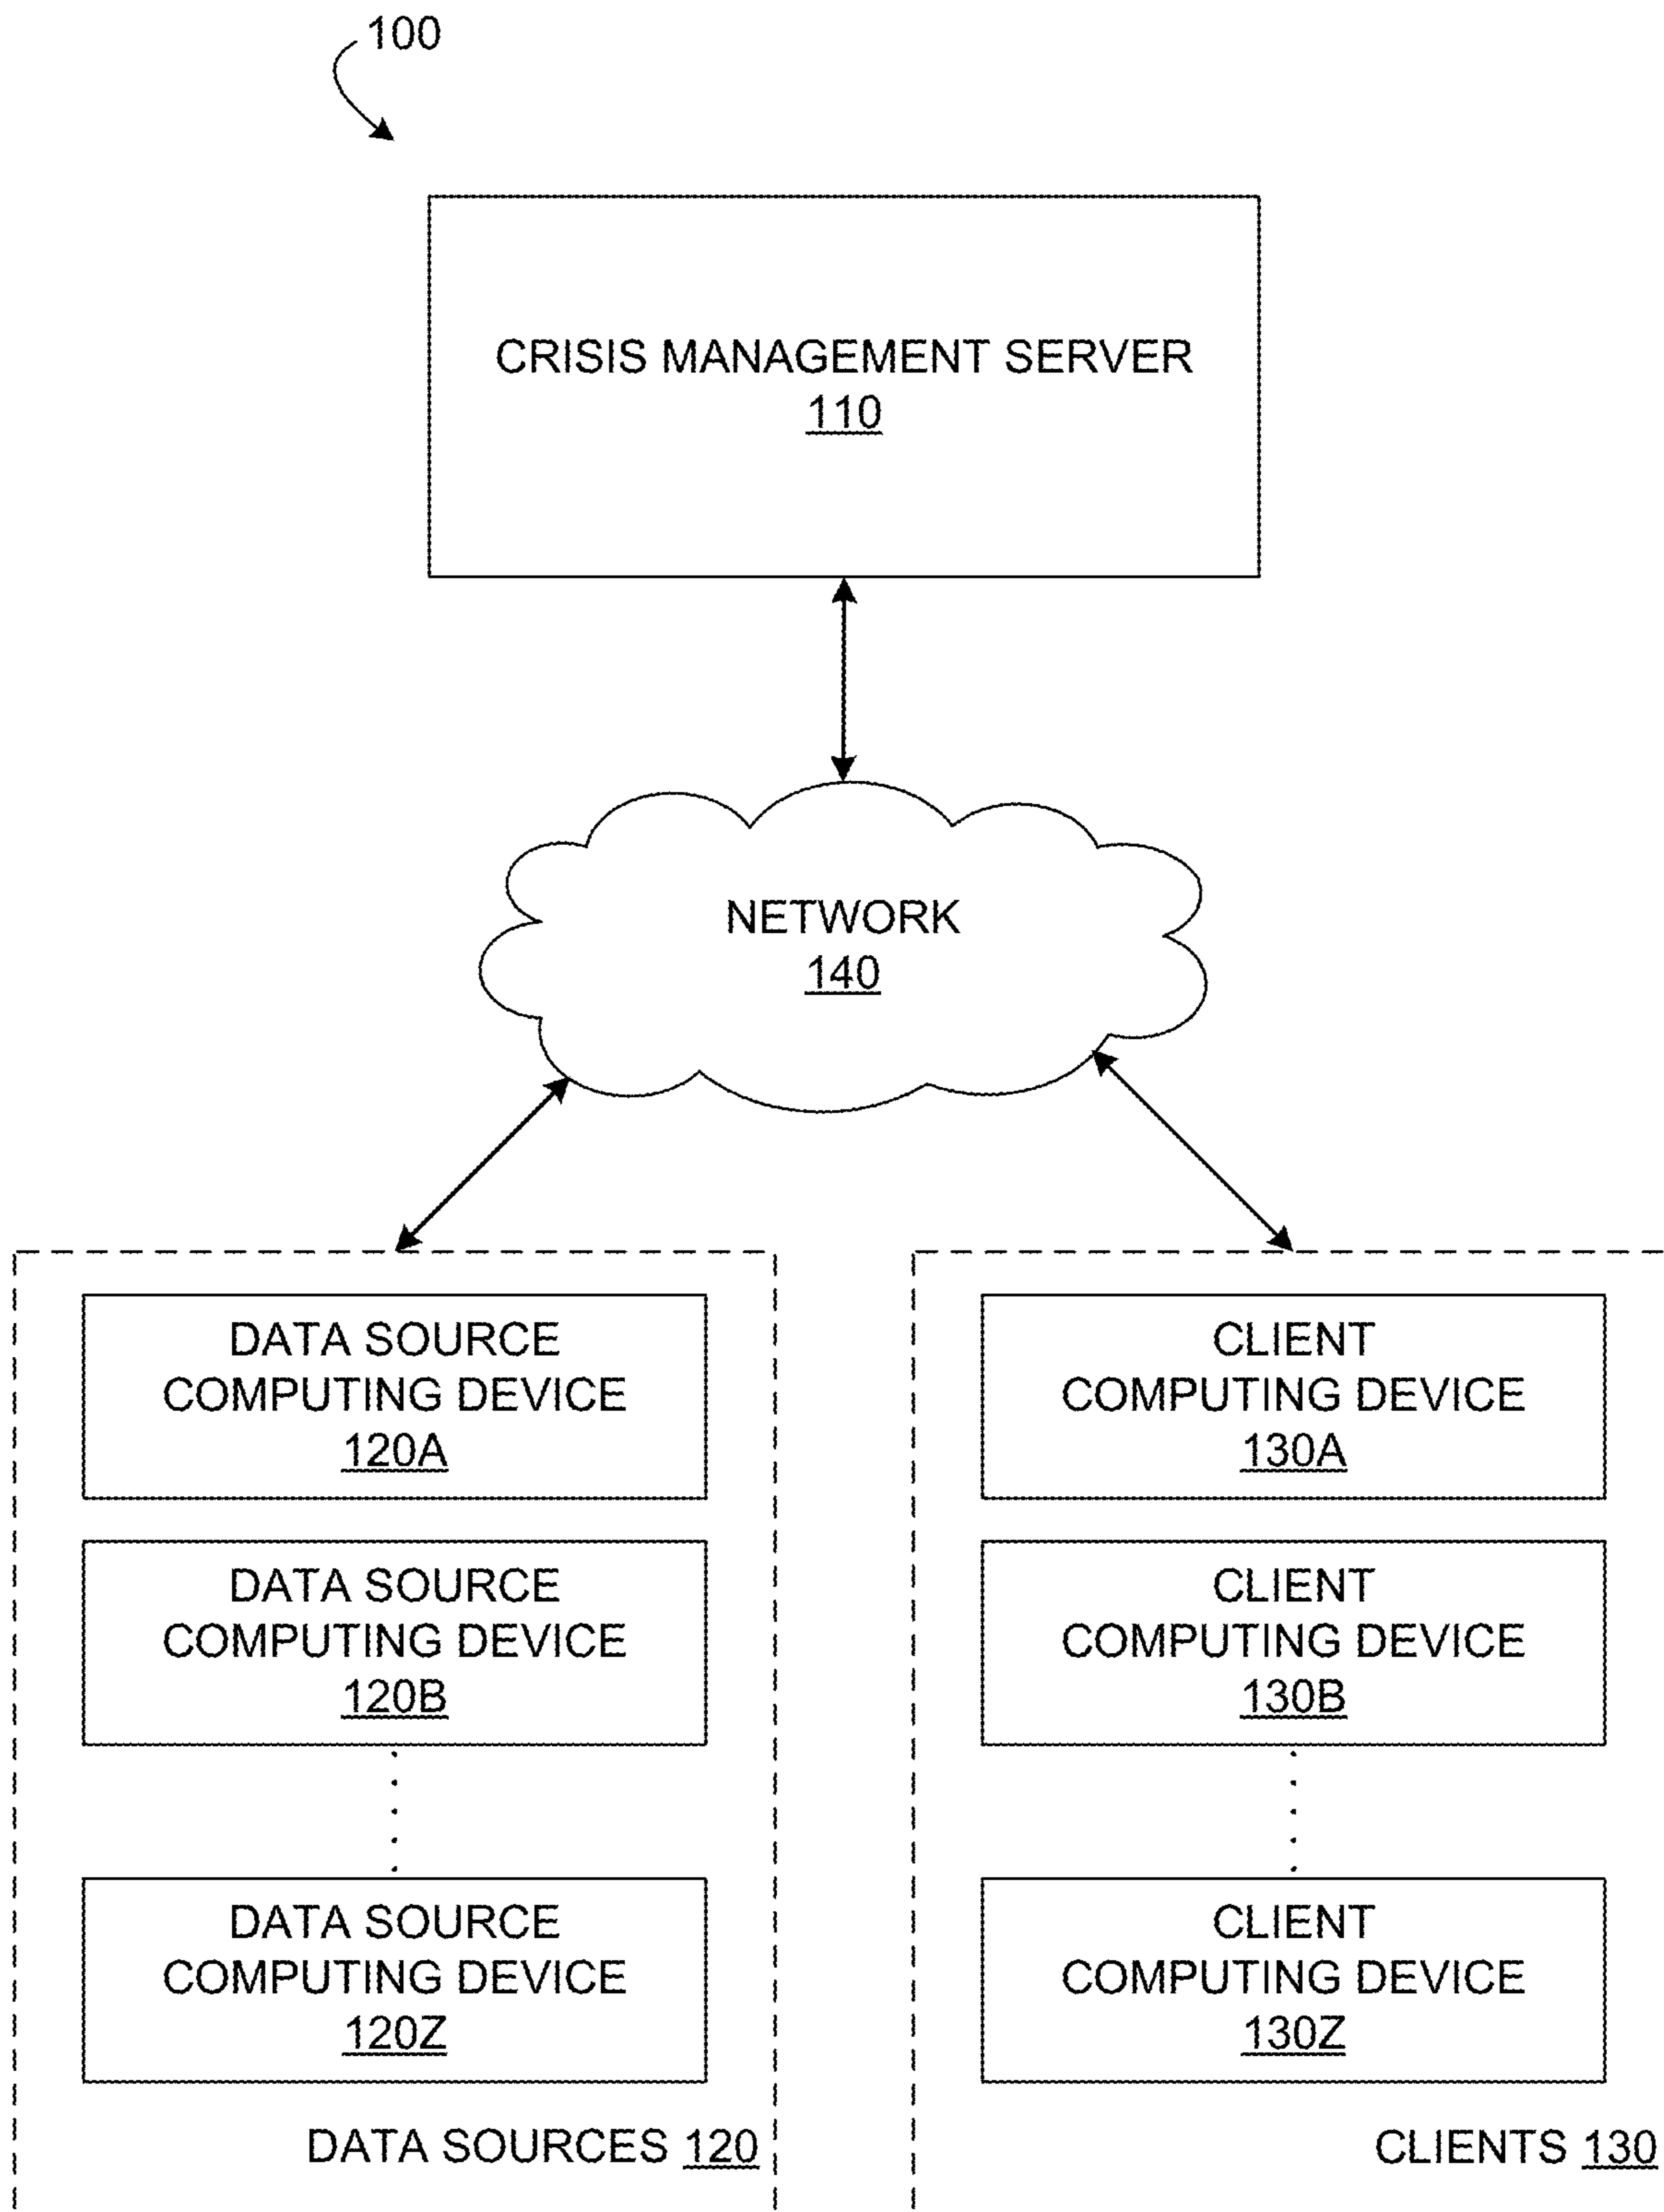 100
CRISIS MANAGEMENT SERVER
110
NETWORK
140
DATA SOURCE
COMPUTING DEVICE
120A
DATA SOURCE
COMPUTING DEVICE
120B
DATA SOURCE
COMPUTING DEVICE
120Z
DATA SOURCES 120
CLIENT
COMPUTING DEVICE
130A
CLIENT
COMPUTING DEVICE
130B
CLIENT
COMPUTING DEVICE
130Z
CLIENTS 130